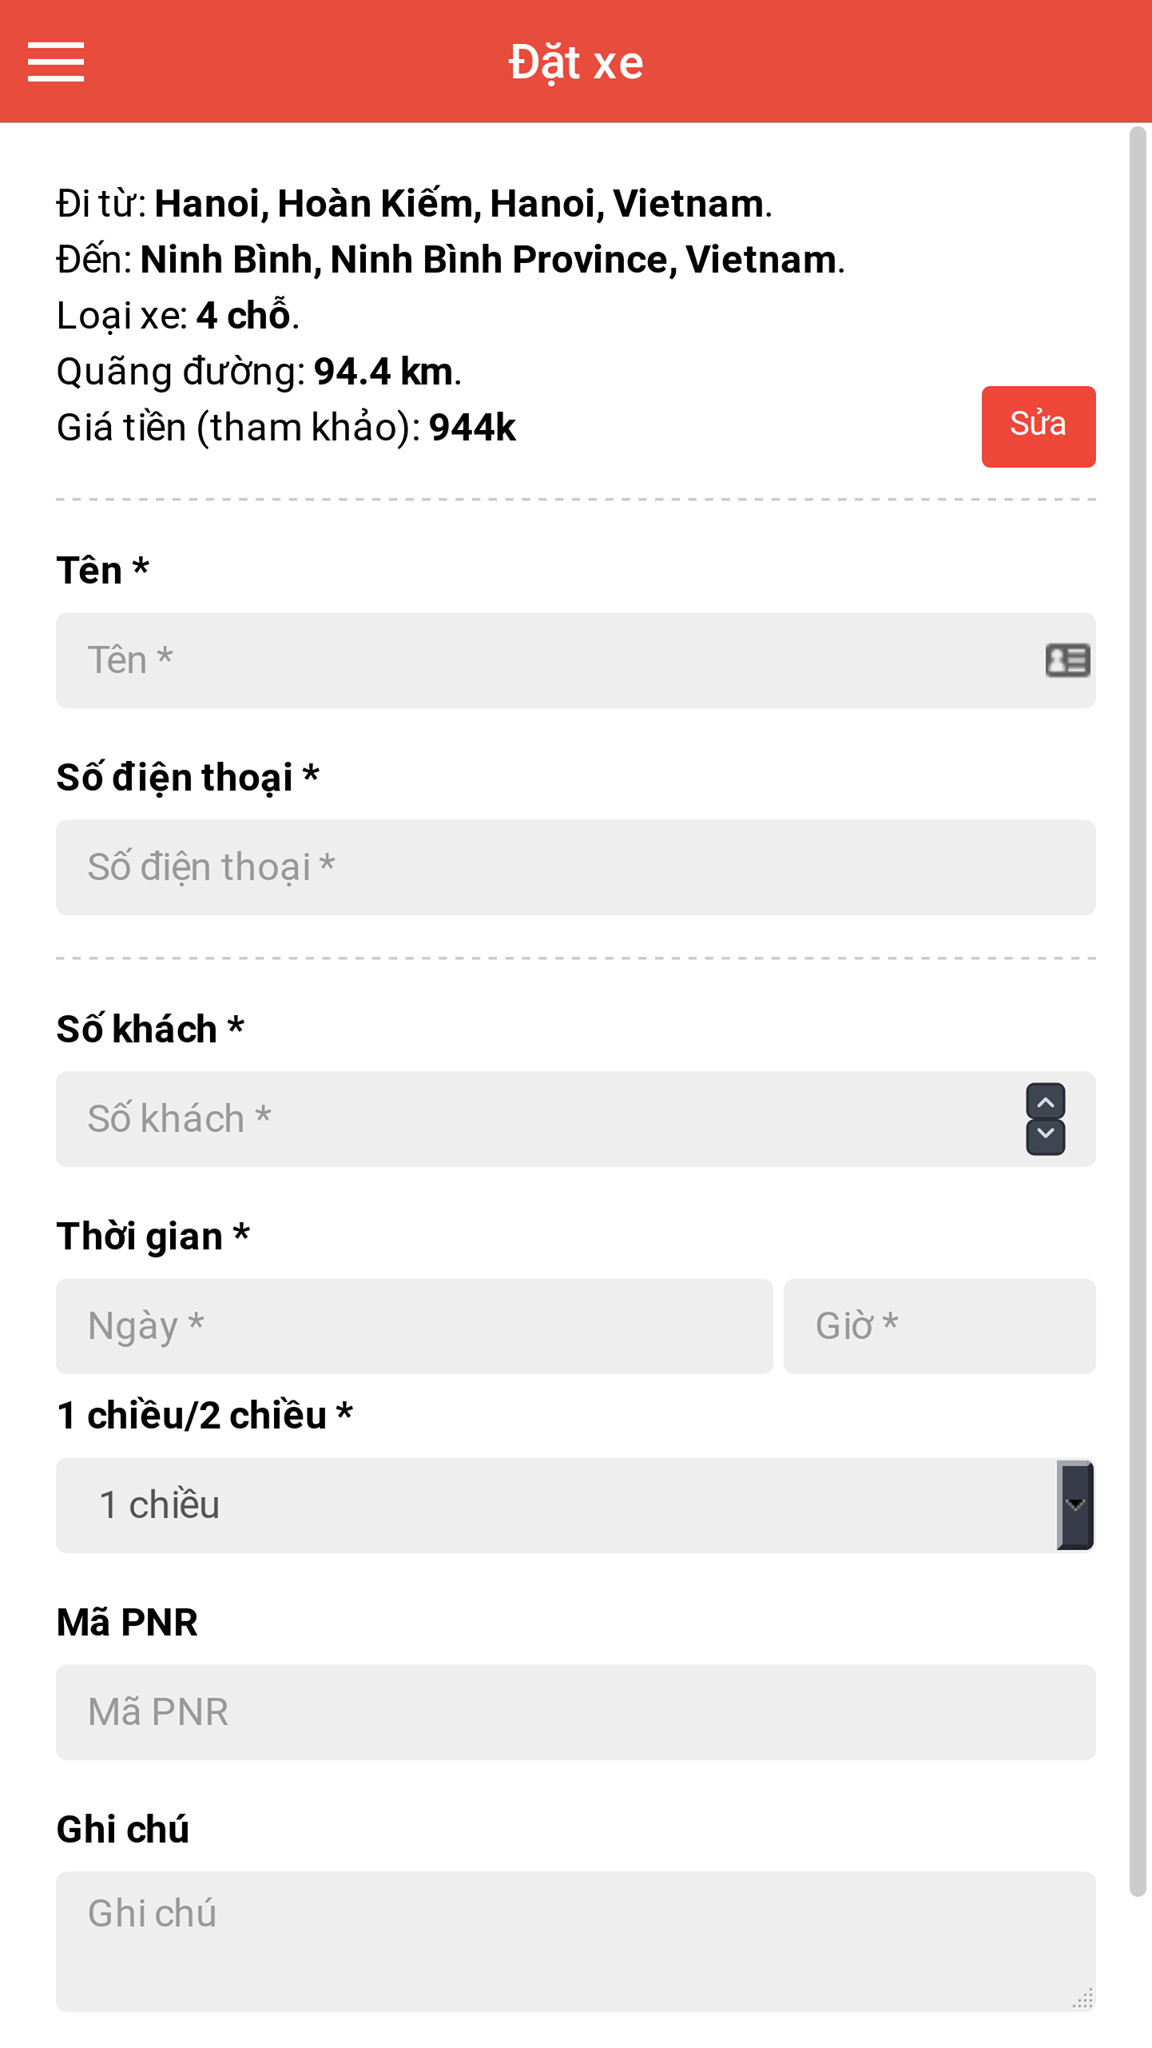 Đặt xe
Đi từ: Hanoi, Hoàn Kiếm, Hanoi, Vietnam.
Đến: Ninh Bình, Ninh Bình Province, Vietnam.
Loại xe: 4 chỗ.
Quãng đường: 94.4 km.
Giá tiền (tham khảo): 944k
Sửa
Tên *
Tên *
Số điện thoại *
Số điện thoại *
Số khách *
Số khách *
Thời gian *
Ngày * Giờ *
1 chiều/2 chiều *
1 chiều
Mã PNR
Mã PNR
Ghi chú
Ghi chú